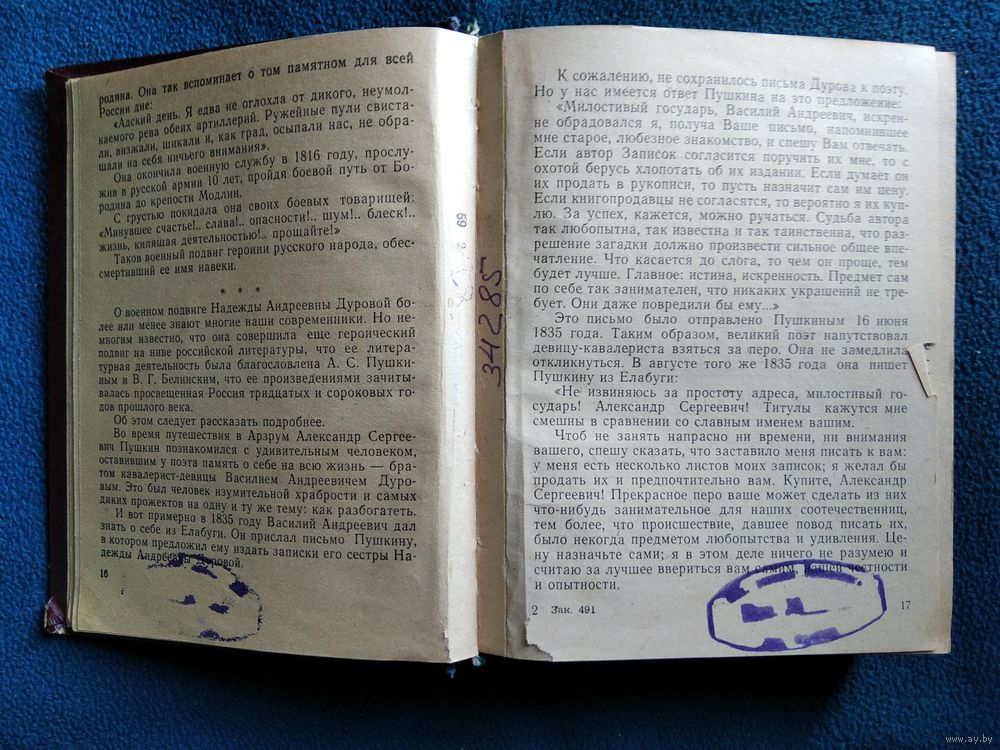 родина. Она так вспоминает о том памятном для всей
России дне:
«Адский день. Я едва не оглохла от дикого, неумол-
каемого рева обеих артиллерий. Ружейные пули свиста-
ли, визжали, шикали и, как град, осыпали нас, не обра-
щали на себя ничьего внимания».
Она окончила военную службу в 1816 году, прослу-
жив в русской армии 10 лет, пройдя боевой путь от Бо-
родина до крепости Модлин.
С грустью покидала она своих боевых товарищей:
«Минувшее счастье!.. слава!.. опасности!.. шум!.. блеск!..
жизнь, кипящая деятельностью!.. прощайте!»
Таков военный подвиг героини русского народа, обес-
смертивший ее имя навеки.
* * *
О военном подвиге Надежды Андреевны Дуровой бо-
лее или менее знают многие наши современники. Но не-
многим известно, что она совершила еще героический
подвиг на ниве российской литературы, что ее литера-
турная деятельность была благословлена А. С. Пушки-
ным и В. Г. Белинским, что ее произведениями зачиты-
валась просвещенная Россия тридцатых и сороковых го-
дов прошлого века.
Об этом следует рассказать подробнее.
Во время путешествия в Арзрум Александр Сергее-
вич Пушкин познакомился с удивительным человеком,
оставившим у поэта память о себе на всю жизнь — бра-
том кавалерист-девицы Василием Андреевичем Дуро-
вым. Это был человек изумительной храбрости и самых
диких прожектов на одну и ту же тему: как разбогатеть.
И вот примерно в 1835 году Василий Андреевич дал
знать о себе из Елабуги. Он прислал письмо Пушкину,
в котором предложил ему издать записки его сестры На-
дежды Андреевны Дуровой.
16
69
34285
К сожалению, не сохранилось письма Дурова к поэту.
Но у нас имеется ответ Пушкина на это предложение:
«Милостивый государь, Василий Андреевич, искрен-
не обрадовался я, получа Ваше письмо, напомнившее
мне старое, любезное знакомство, и спешу Вам отвечать.
Если автор Записок согласится поручить их мне, то с
охотой берусь хлопотать об их издании. Если думает он
их продать в рукописи, то пусть назначит сам им цену.
Если книгопродавцы не согласятся, то вероятно я их куп-
лю. За успех, кажется, можно ручаться. Судьба автора
так любопытна, так известна и так таинственна, что раз-
решение загадки должно произвести сильное общее впе-
чатление. Что касается до слога, то чем он проще, тем
будет лучше. Главное: истина, искренность. Предмет сам
по себе так занимателен, что никаких украшений не тре-
бует. Они даже повредили бы ему...»
Это письмо было отправлено Пушкиным 16 июня
1835 года. Таким образом, великий поэт напутствовал
девицу-кавалериста взяться за перо. Она не замедлила
откликнуться. В августе того же 1835 года она пишет
Пушкину из Елабуги:
«Не извиняюсь за простоту адреса, милостивый го-
сударь! Александр Сергеевич! Титулы кажутся мне
смешны в сравнении со славным именем вашим.
Чтоб не занять напрасно ни времени, ни внимания
вашего, спешу сказать, что заставило меня писать к вам:
у меня есть несколько листов моих записок; я желал бы
продать их и предпочтительно вам. Купите, Александр
Сергеевич! Прекрасное перо ваше может сделать из них
что-нибудь занимательное для наших соотечественниц,
тем более, что происшествие, давшее повод писать их,
было некогда предметом любопытства и удивления. Це-
ну назначьте сами; я в этом деле ничего не разумею и
считаю за лучшее ввериться вам самим, вашей честности
и опытности.
2 Зак. 491
17
www.ay.by